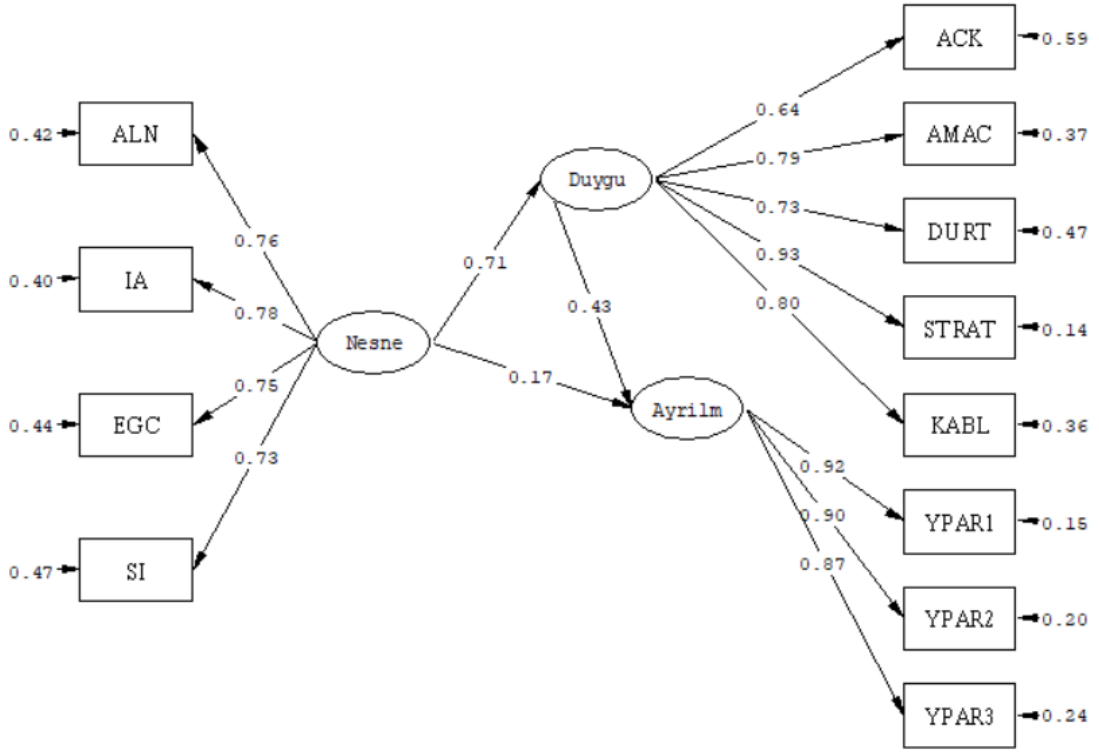 0.42
ALN
0.40
IA
0.44
EGC
0.47
SI
0.76
0.78
0.75
0.73
Nesne
0.71
0.17
Duygu
0.43
Ayrilm
0.64
0.79
0.73
0.93
0.80
0.92
0.90
0.87
ACK
0.59
AMAC
0.37
DURT
0.47
STRAT
0.14
KABL
0.36
YPAR1
0.15
YPAR2
0.20
YPAR3
0.24